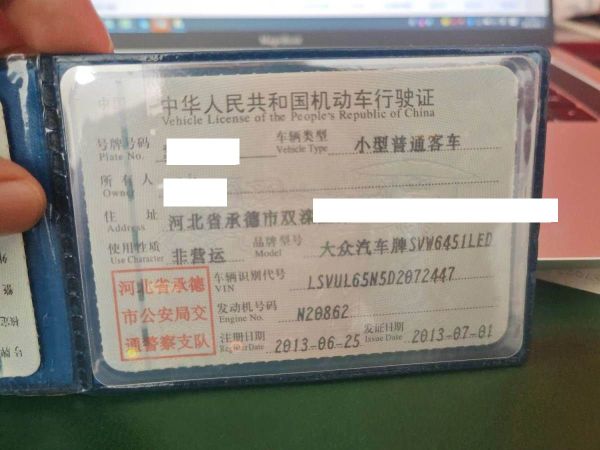 中华人民共和国机动车行驶证
Vehicle License of the People's Republic of China
号牌号码 Plate No. 车辆类型 Vehicle Type 小型普通客车
所有人 Owner
住址 Address 河北省承德市双滦
使用性质 Use Character 非营运 品牌型号 Model 大众汽车牌SVW6451LED
河北省承德市公安局交通警察支队
车辆识别代号 VIN LSVUL65N5D2072447
发动机号码 Engine No. N20862
注册日期 Register Date 2013-06-25 发证日期 Issue Date 2013-07-01